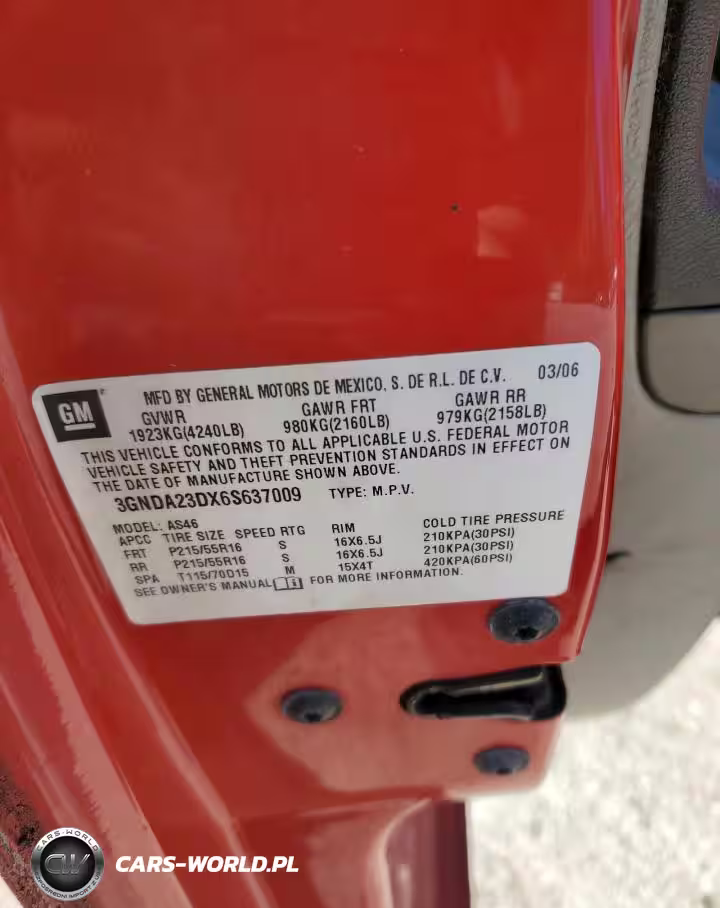 GM
MFD BY GENERAL MOTORS DE MEXICO, S. DE R.L. DE C.V. 03/06
GVWR GAWR FRT GAWR RR
1923KG(4240LB) 980KG(2160LB) 979KG(2158LB)
THIS VEHICLE CONFORMS TO ALL APPLICABLE U.S. FEDERAL MOTOR
VEHICLE SAFETY AND THEFT PREVENTION STANDARDS IN EFFECT ON
THE DATE OF MANUFACTURE SHOWN ABOVE.
3GNDA23DX6S637009 TYPE: M.P.V.
MODEL: AS46
APCC TIRE SIZE SPEED RTG RIM COLD TIRE PRESSURE
FRT P215/55R16 S 16X6.5J 210KPA(30PSI)
RR P215/55R16 S 16X6.5J 210KPA(30PSI)
SPA T115/70D15 M 15X4T 420KPA(60PSI)
SEE OWNER'S MANUAL FOR MORE INFORMATION.
CARS-WORLD
CW
CARS-WORLD.PL